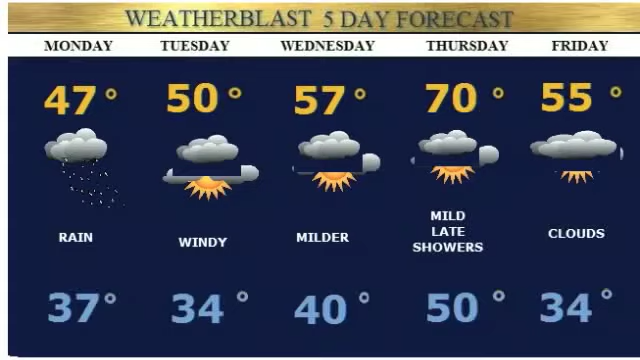 WEATHERBLAST 5 DAY FORECAST
MONDAY TUESDAY WEDNESDAY THURSDAY FRIDAY
47° 50° 57° 70° 55°
RAIN WINDY MILDER MILD LATE SHOWERS CLOUDS
37° 34° 40° 50° 34°